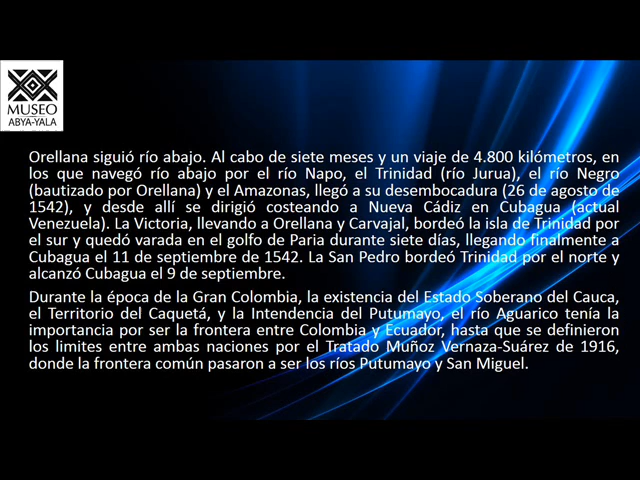 MUSEO
ABYA-YALA
Orellana siguió río abajo. Al cabo de siete meses y un viaje de 4.800 kilómetros, en
los que navegó río abajo por el río Napo, el Trinidad (río Jurua), el río Negro
(bautizado por Orellana) y el Amazonas, llegó a su desembocadura (26 de agosto de
1542), y desde allí se dirigió costeando a Nueva Cádiz en Cubagua (actual
Venezuela). La Victoria, llevando a Orellana y Carvajal, bordeó la isla de Trinidad por
el sur y quedó varada en el golfo de Paria durante siete días, llegando finalmente a
Cubagua el 11 de septiembre de 1542. La San Pedro bordeó Trinidad por el norte y
alcanzó Cubagua el 9 de septiembre.
Durante la época de la Gran Colombia, la existencia del Estado Soberano del Cauca,
el Territorio del Caquetá, y la Intendencia del Putumayo, el río Aguarico tenía la
importancia por ser la frontera entre Colombia y Ecuador, hasta que se definieron
los limites entre ambas naciones por el Tratado Muñoz Vernaza-Suárez de 1916,
donde la frontera común pasaron a ser los ríos Putumayo y San Miguel.